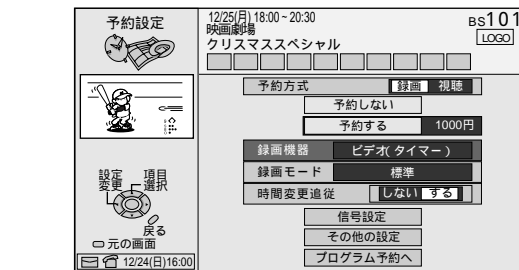 予約設定
12/25(月) 18:00~20:30
映画劇場
クリスマススペシャル
BS101
LOGO
予約方式 録画 視聴
予約しない
予約する 1000円
録画機器 ビデオ(タイマー)
録画モード 標準
時間変更追従 しない する
信号設定
その他の設定
プログラム予約へ
設定 項目
変更 選択
戻る
元の画面
12/24(日)16:00